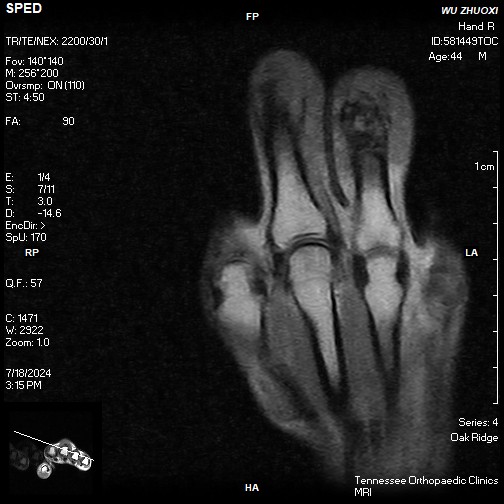 SPED
FP
WU ZHUOXI
Hand R
TR/TE/NEX: 2200/30/1
ID:581449TOC
Age:44 M
Fov: 140*140
M: 256*200
Ovrsmp: ON (110)
ST: 4:50
FA: 90
1cm
E: 1/4
S: 7/11
T: 3.0
D: -14.6
EncDir: >
SpU: 170
RP
LA
Q.F.: 57
C: 1471
W: 2922
Zoom: 1.0
7/18/2024
3:15 PM
Series: 4
Oak Ridge
HA
Tennessee Orthopaedic Clinics
MRI